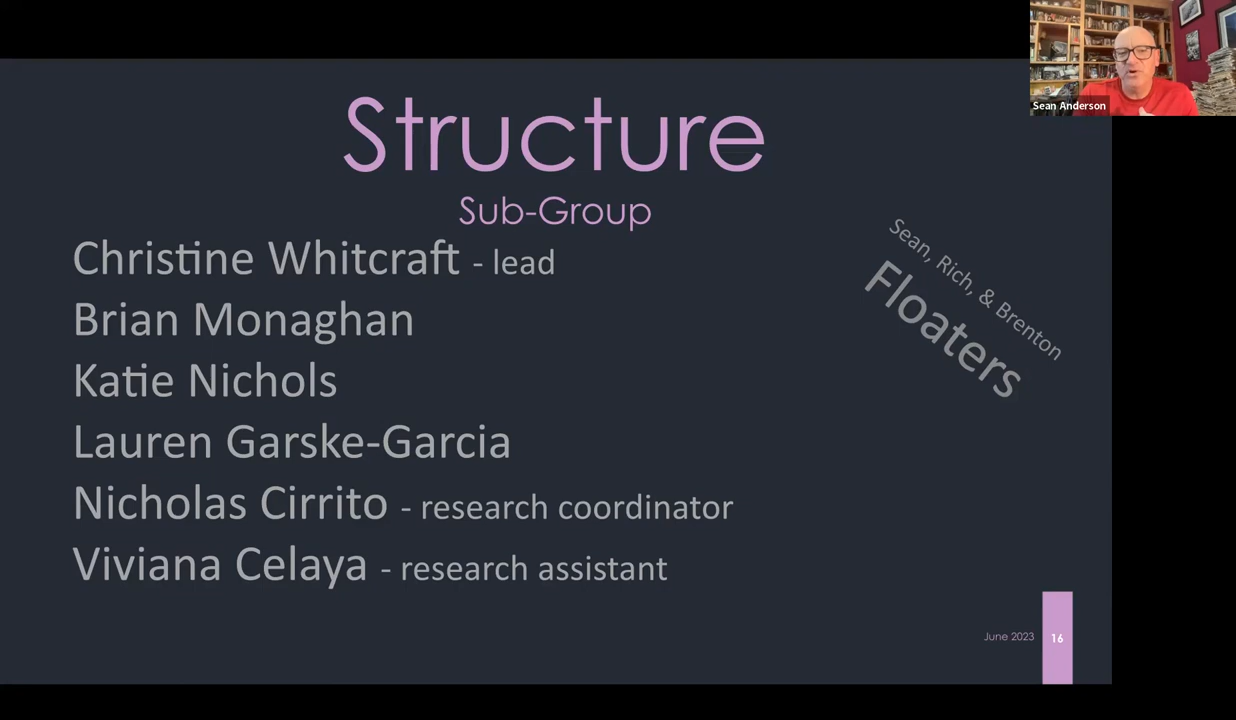 Sean Anderson
Structure
Sub-Group
Christine Whitcraft - lead
Brian Monaghan
Katie Nichols
Lauren Garske-Garcia
Nicholas Cirrito - research coordinator
Viviana Celaya - research assistant
Sean, Rich, & Brenton
Floaters
June 2023
16